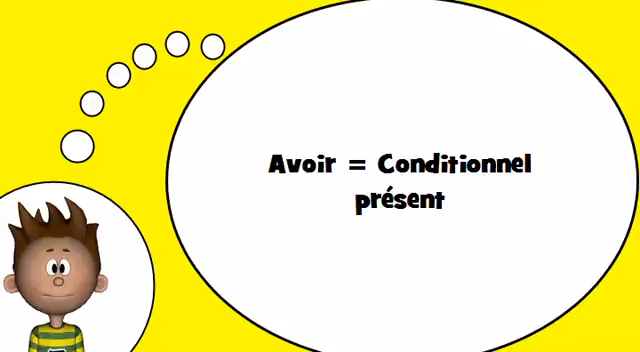 Avoir = Conditionnel
présent